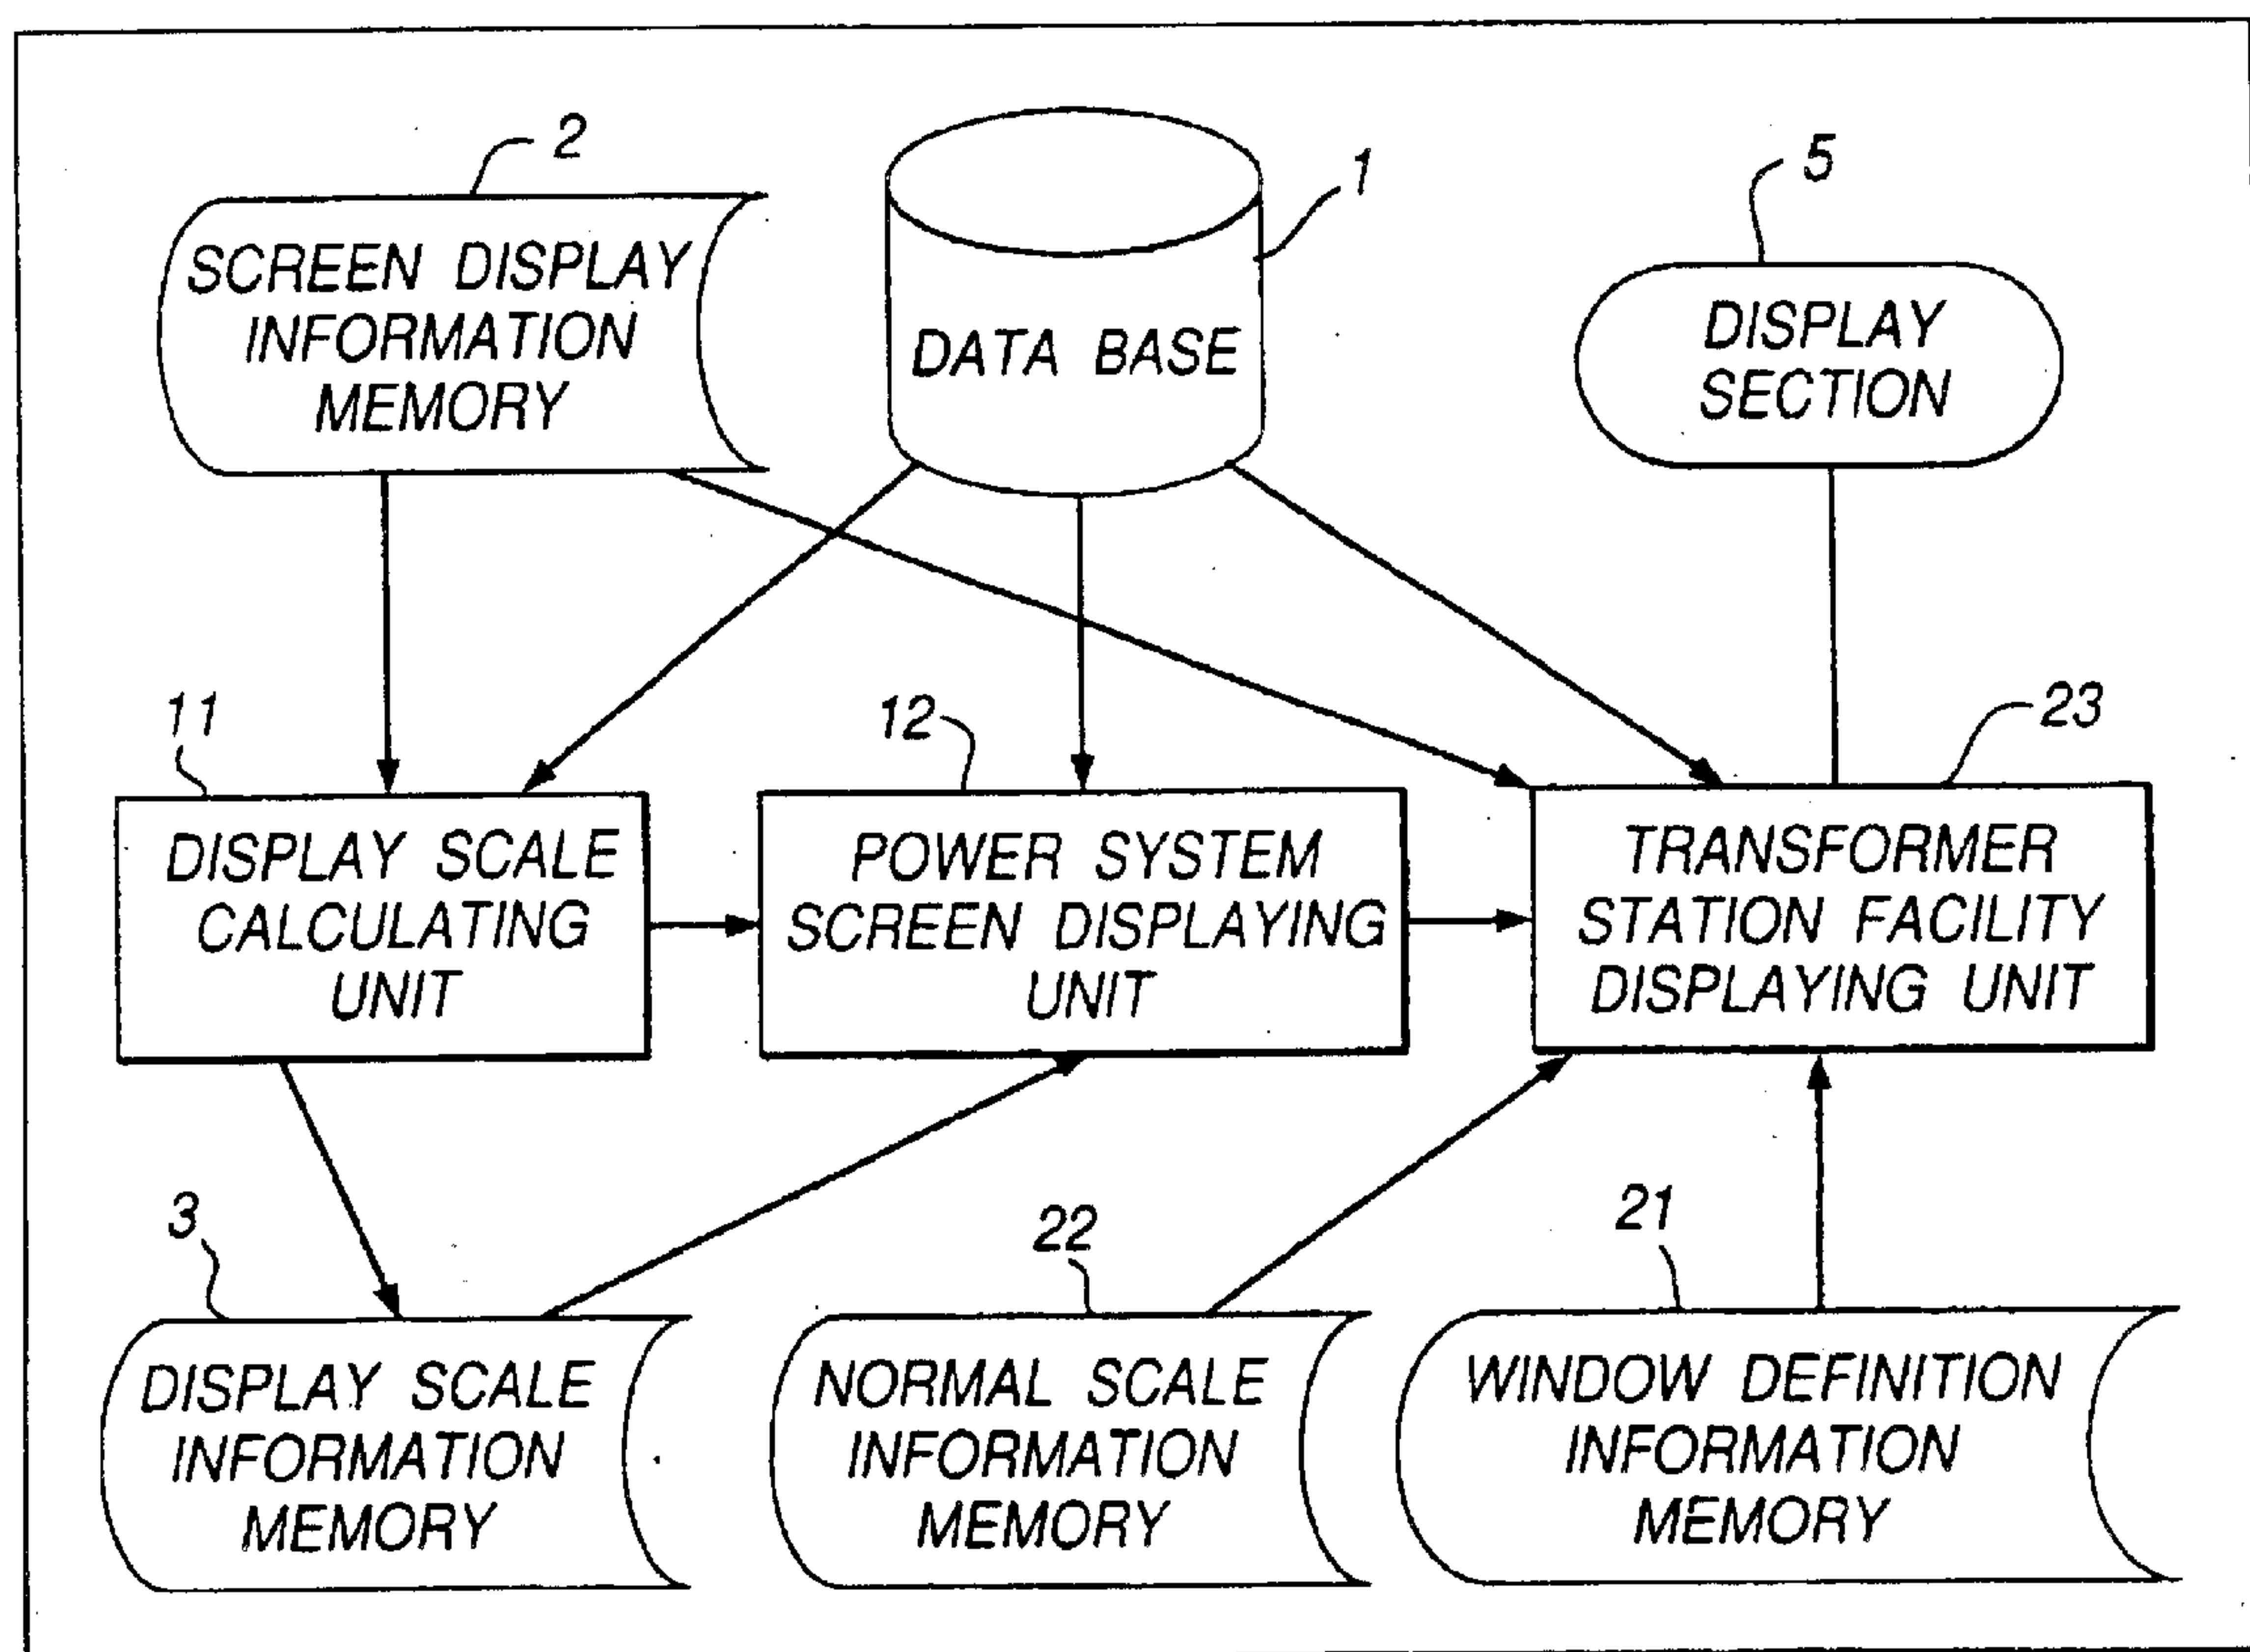 2
SCREEN DISPLAY
INFORMATION
MEMORY
1
DATA BASE
5
DISPLAY
SECTION
11
DISPLAY SCALE
CALCULATING
UNIT
12
POWER SYSTEM
SCREEN DISPLAYING
UNIT
23
TRANSFORMER
STATION FACILITY
DISPLAYING UNIT
3
DISPLAY SCALE
INFORMATION
MEMORY
22
NORMAL SCALE
INFORMATION
MEMORY
21
WINDOW DEFINITION
INFORMATION
MEMORY